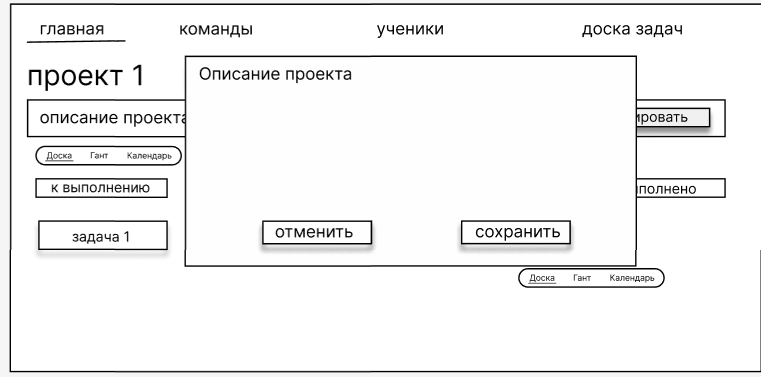 главная команды ученики доска задач
проект 1
Описание проекта
описание проекта ировать
Доска Гант Календарь
к выполнению полнено
задача 1
отменить сохранить
Доска Гант Календарь